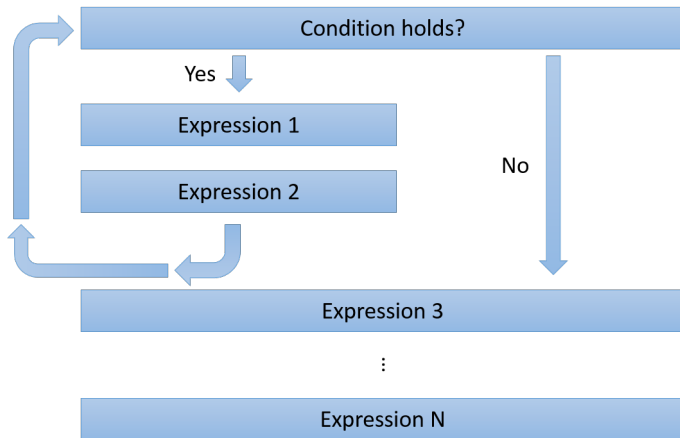 Condition holds?
Yes
Expression 1
No
Expression 2
Expression 3
⋮
Expression N